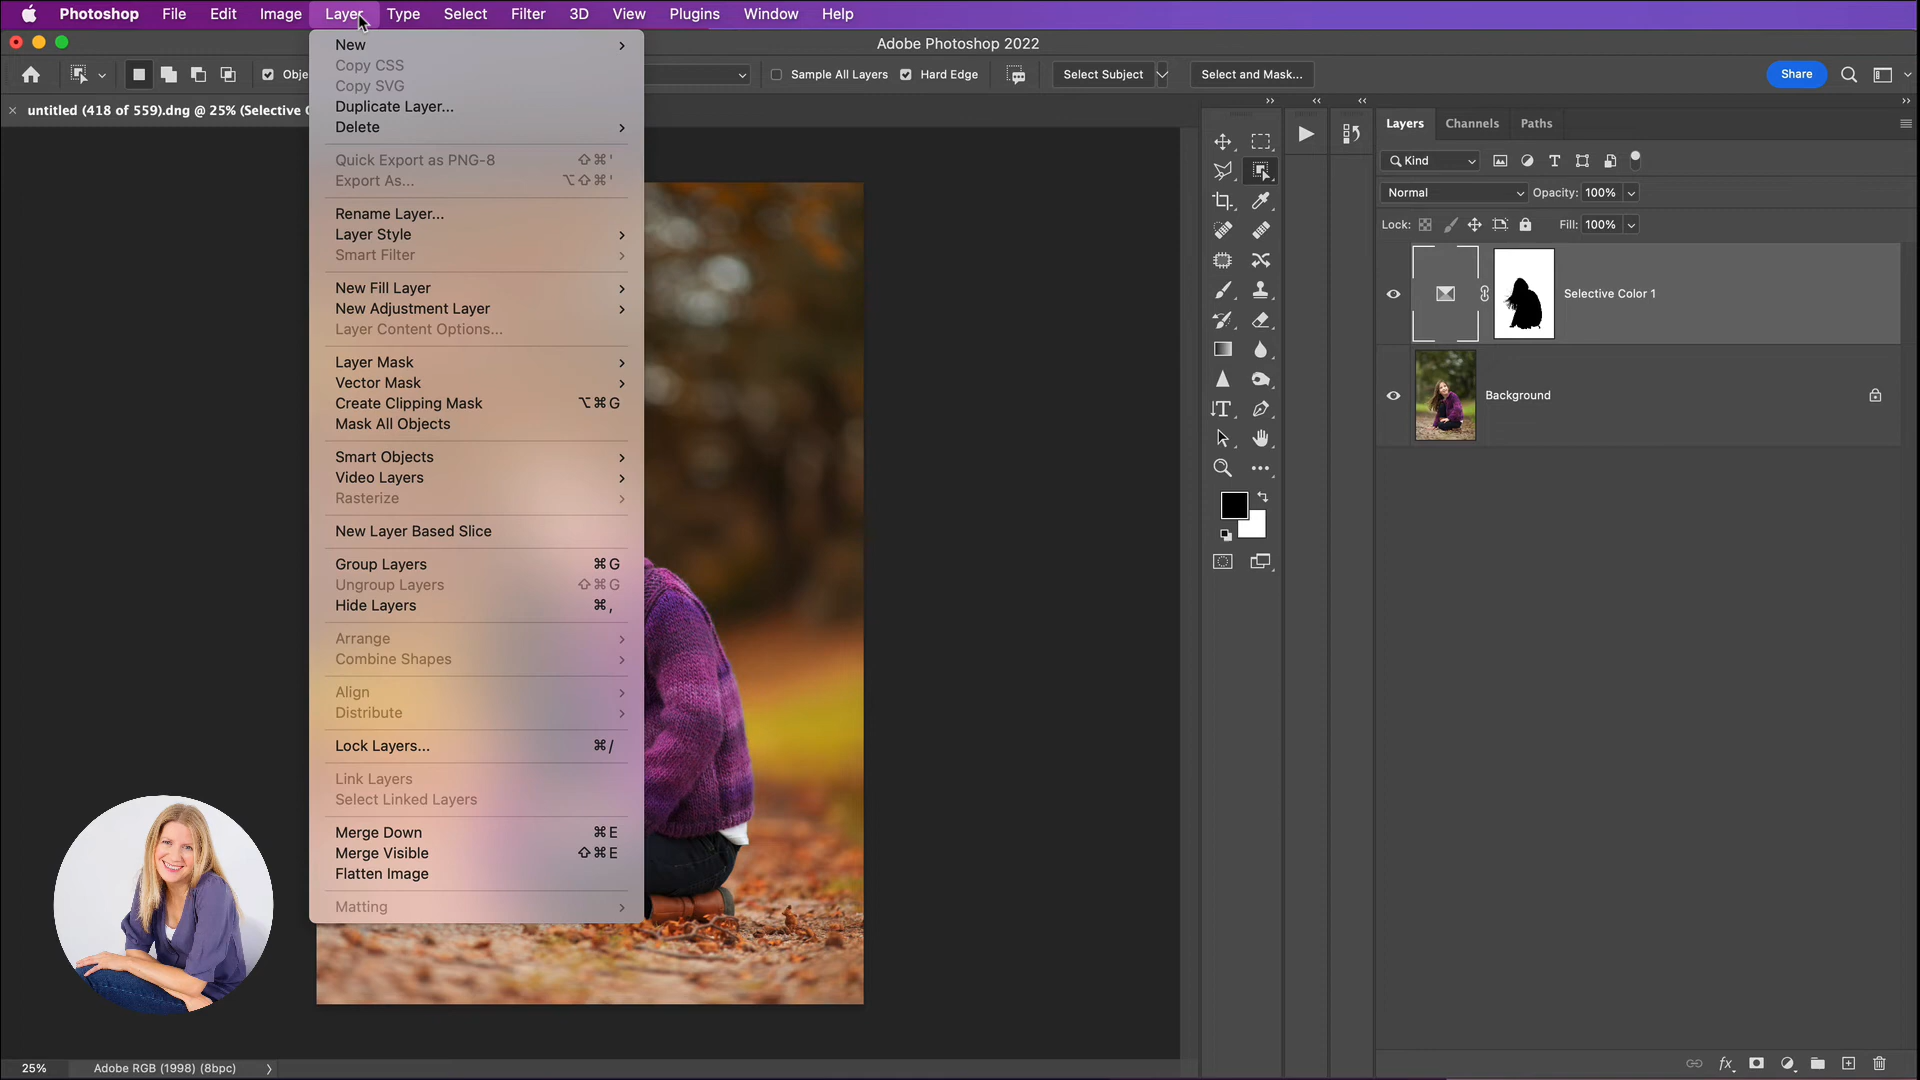 Photoshop File Edit Image Layer Type Select Filter 3D View Plugins Window Help
Adobe Photoshop 2022
Obje Sample All Layers Hard Edge Select Subject Select and Mask... Share
untitled (418 of 559).dng @ 25% (Selective C
New
Copy CSS
Copy SVG
Duplicate Layer...
Delete
Quick Export as PNG-8 ⇧⌘'
Export As... ⌥⇧⌘'
Rename Layer...
Layer Style
Smart Filter
New Fill Layer
New Adjustment Layer
Layer Content Options...
Layer Mask
Vector Mask
Create Clipping Mask ⌥⌘G
Mask All Objects
Smart Objects
Video Layers
Rasterize
New Layer Based Slice
Group Layers ⌘G
Ungroup Layers ⇧⌘G
Hide Layers ⌘,
Arrange
Combine Shapes
Align
Distribute
Lock Layers... ⌘/
Link Layers
Select Linked Layers
Merge Down ⌘E
Merge Visible ⇧⌘E
Flatten Image
Matting
Layers Channels Paths
Kind
Normal Opacity: 100%
Lock: Fill: 100%
Selective Color 1
Background
25% Adobe RGB (1998) (8bpc)